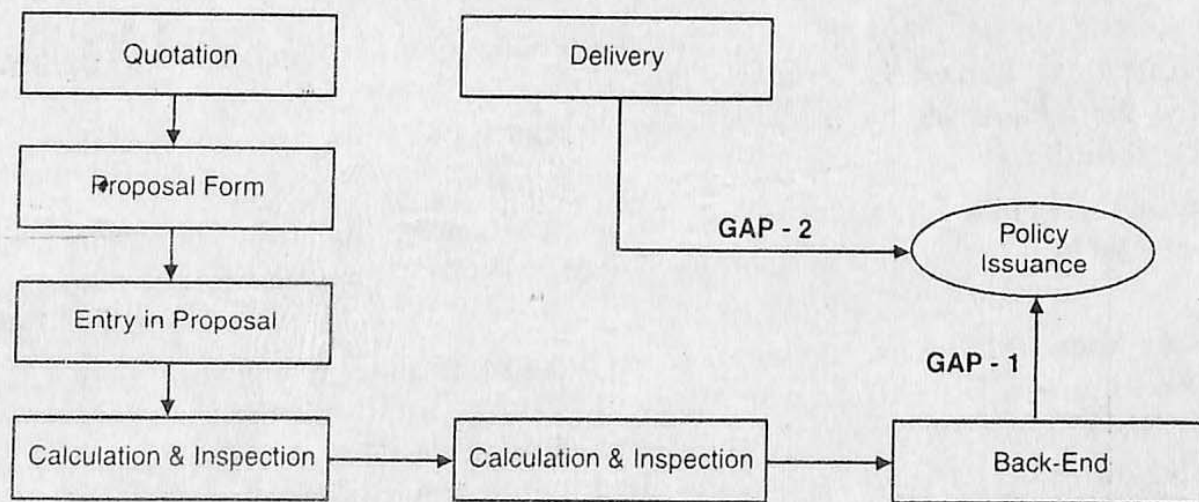 Quotation
Delivery
Proposal Form
GAP - 2
Policy
Issuance
Entry in Proposal
GAP - 1
Calculation & Inspection
Calculation & Inspection
Back-End